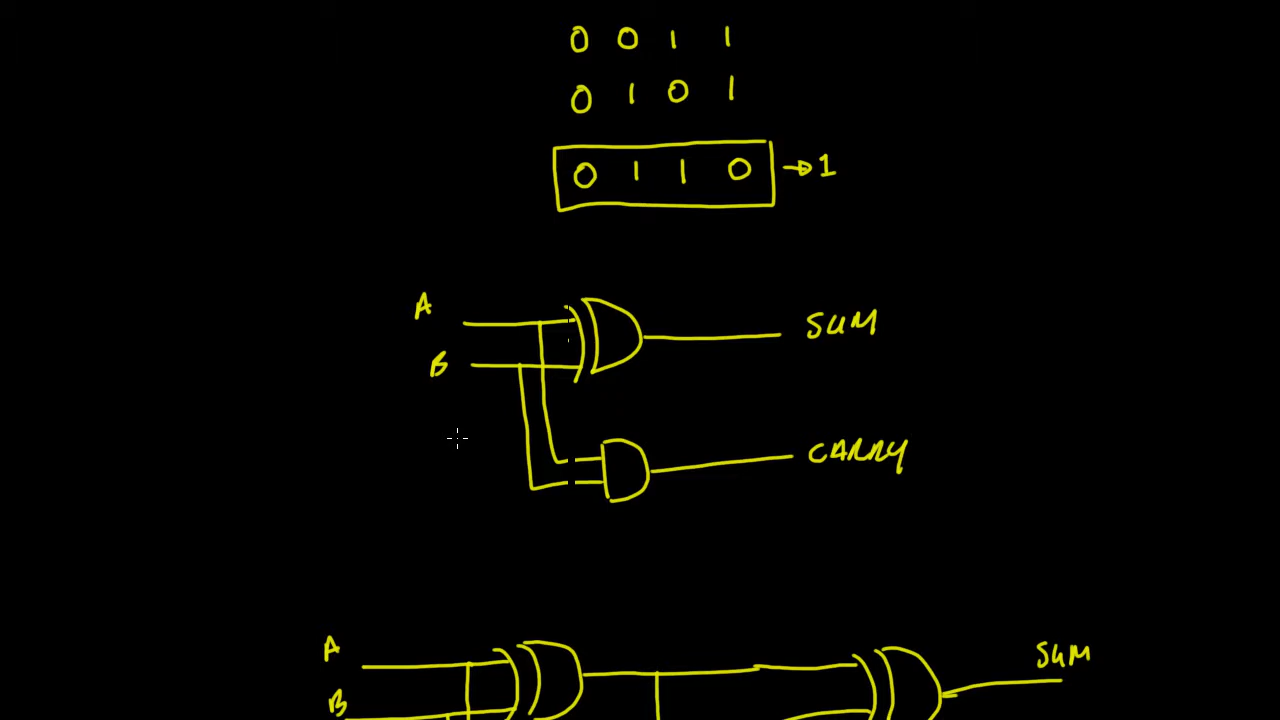 0 0 1 1
0 1 0 1
0 1 1 0 → 1
A
SUM
B
CARRY
A
SUM
B